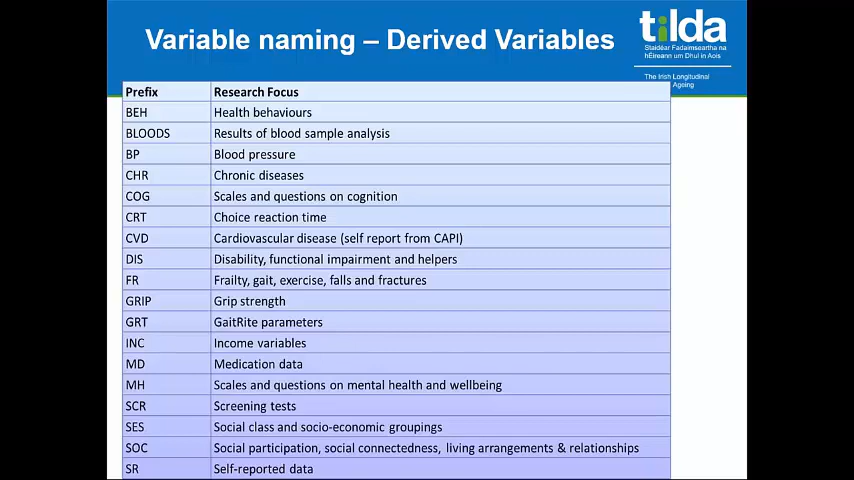 Variable naming – Derived Variables
tilda
Staidéar Fadaimseartha na
hÉireann um Dhul in Aois
The Irish Longitudinal
Ageing
Prefix Research Focus
BEH Health behaviours
BLOODS Results of blood sample analysis
BP Blood pressure
CHR Chronic diseases
COG Scales and questions on cognition
CRT Choice reaction time
CVD Cardiovascular disease (self report from CAPI)
DIS Disability, functional impairment and helpers
FR Frailty, gait, exercise, falls and fractures
GRIP Grip strength
GRT GaitRite parameters
INC Income variables
MD Medication data
MH Scales and questions on mental health and wellbeing
SCR Screening tests
SES Social class and socio-economic groupings
SOC Social participation, social connectedness, living arrangements & relationships
SR Self-reported data